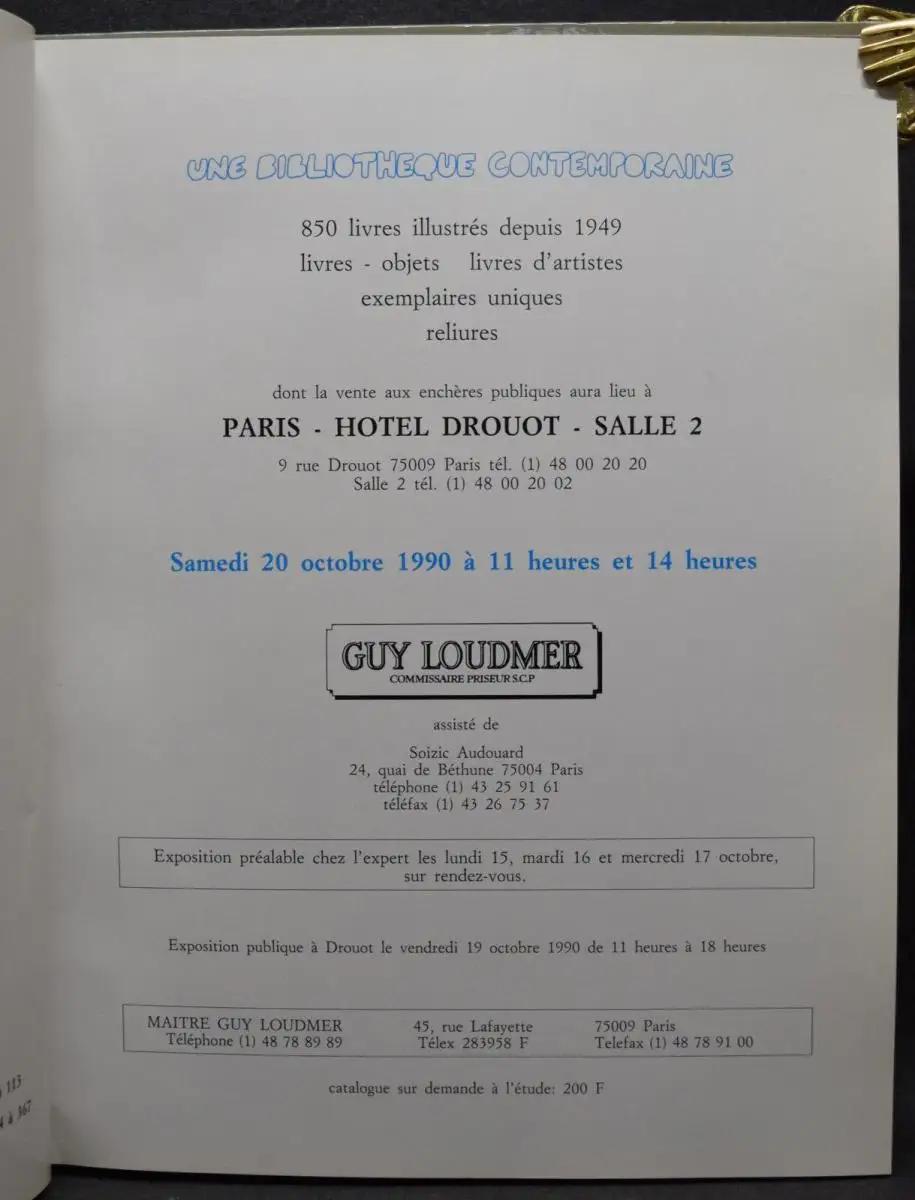 UNE BIBLIOTHEQUE CONTEMPORAINE
850 livres illustrés depuis 1949
livres - objets livres d'artistes
exemplaires uniques
reliures
dont la vente aux enchères publiques aura lieu à
PARIS - HOTEL DROUOT - SALLE 2
9 rue Drouot 75009 Paris tél. (1) 48 00 20 20
Salle 2 tél. (1) 48 00 20 02
Samedi 20 octobre 1990 à 11 heures et 14 heures
GUY LOUDMER
COMMISSAIRE PRISEUR S.C.P
assisté de
Soizic Audouard
24, quai de Béthune 75004 Paris
téléphone (1) 43 25 91 61
téléfax (1) 43 26 75 37
Exposition préalable chez l'expert les lundi 15, mardi 16 et mercredi 17 octobre,
sur rendez-vous.
Exposition publique à Drouot le vendredi 19 octobre 1990 de 11 heures à 18 heures
MAITRE GUY LOUDMER 45, rue Lafayette 75009 Paris
Téléphone (1) 48 78 89 89 Télex 283958 F Telefax (1) 48 78 91 00
catalogue sur demande à l'étude: 200 F
113
à 367